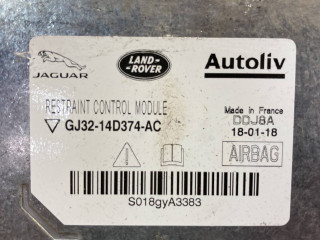 JAGUAR
LAND-ROVER
Autoliv
RESTRAINT CONTROL MODULE
GJ32-14D374-AC
Made in France
DDJ8A
18-01-18
AIRBAG
S018gyA3383